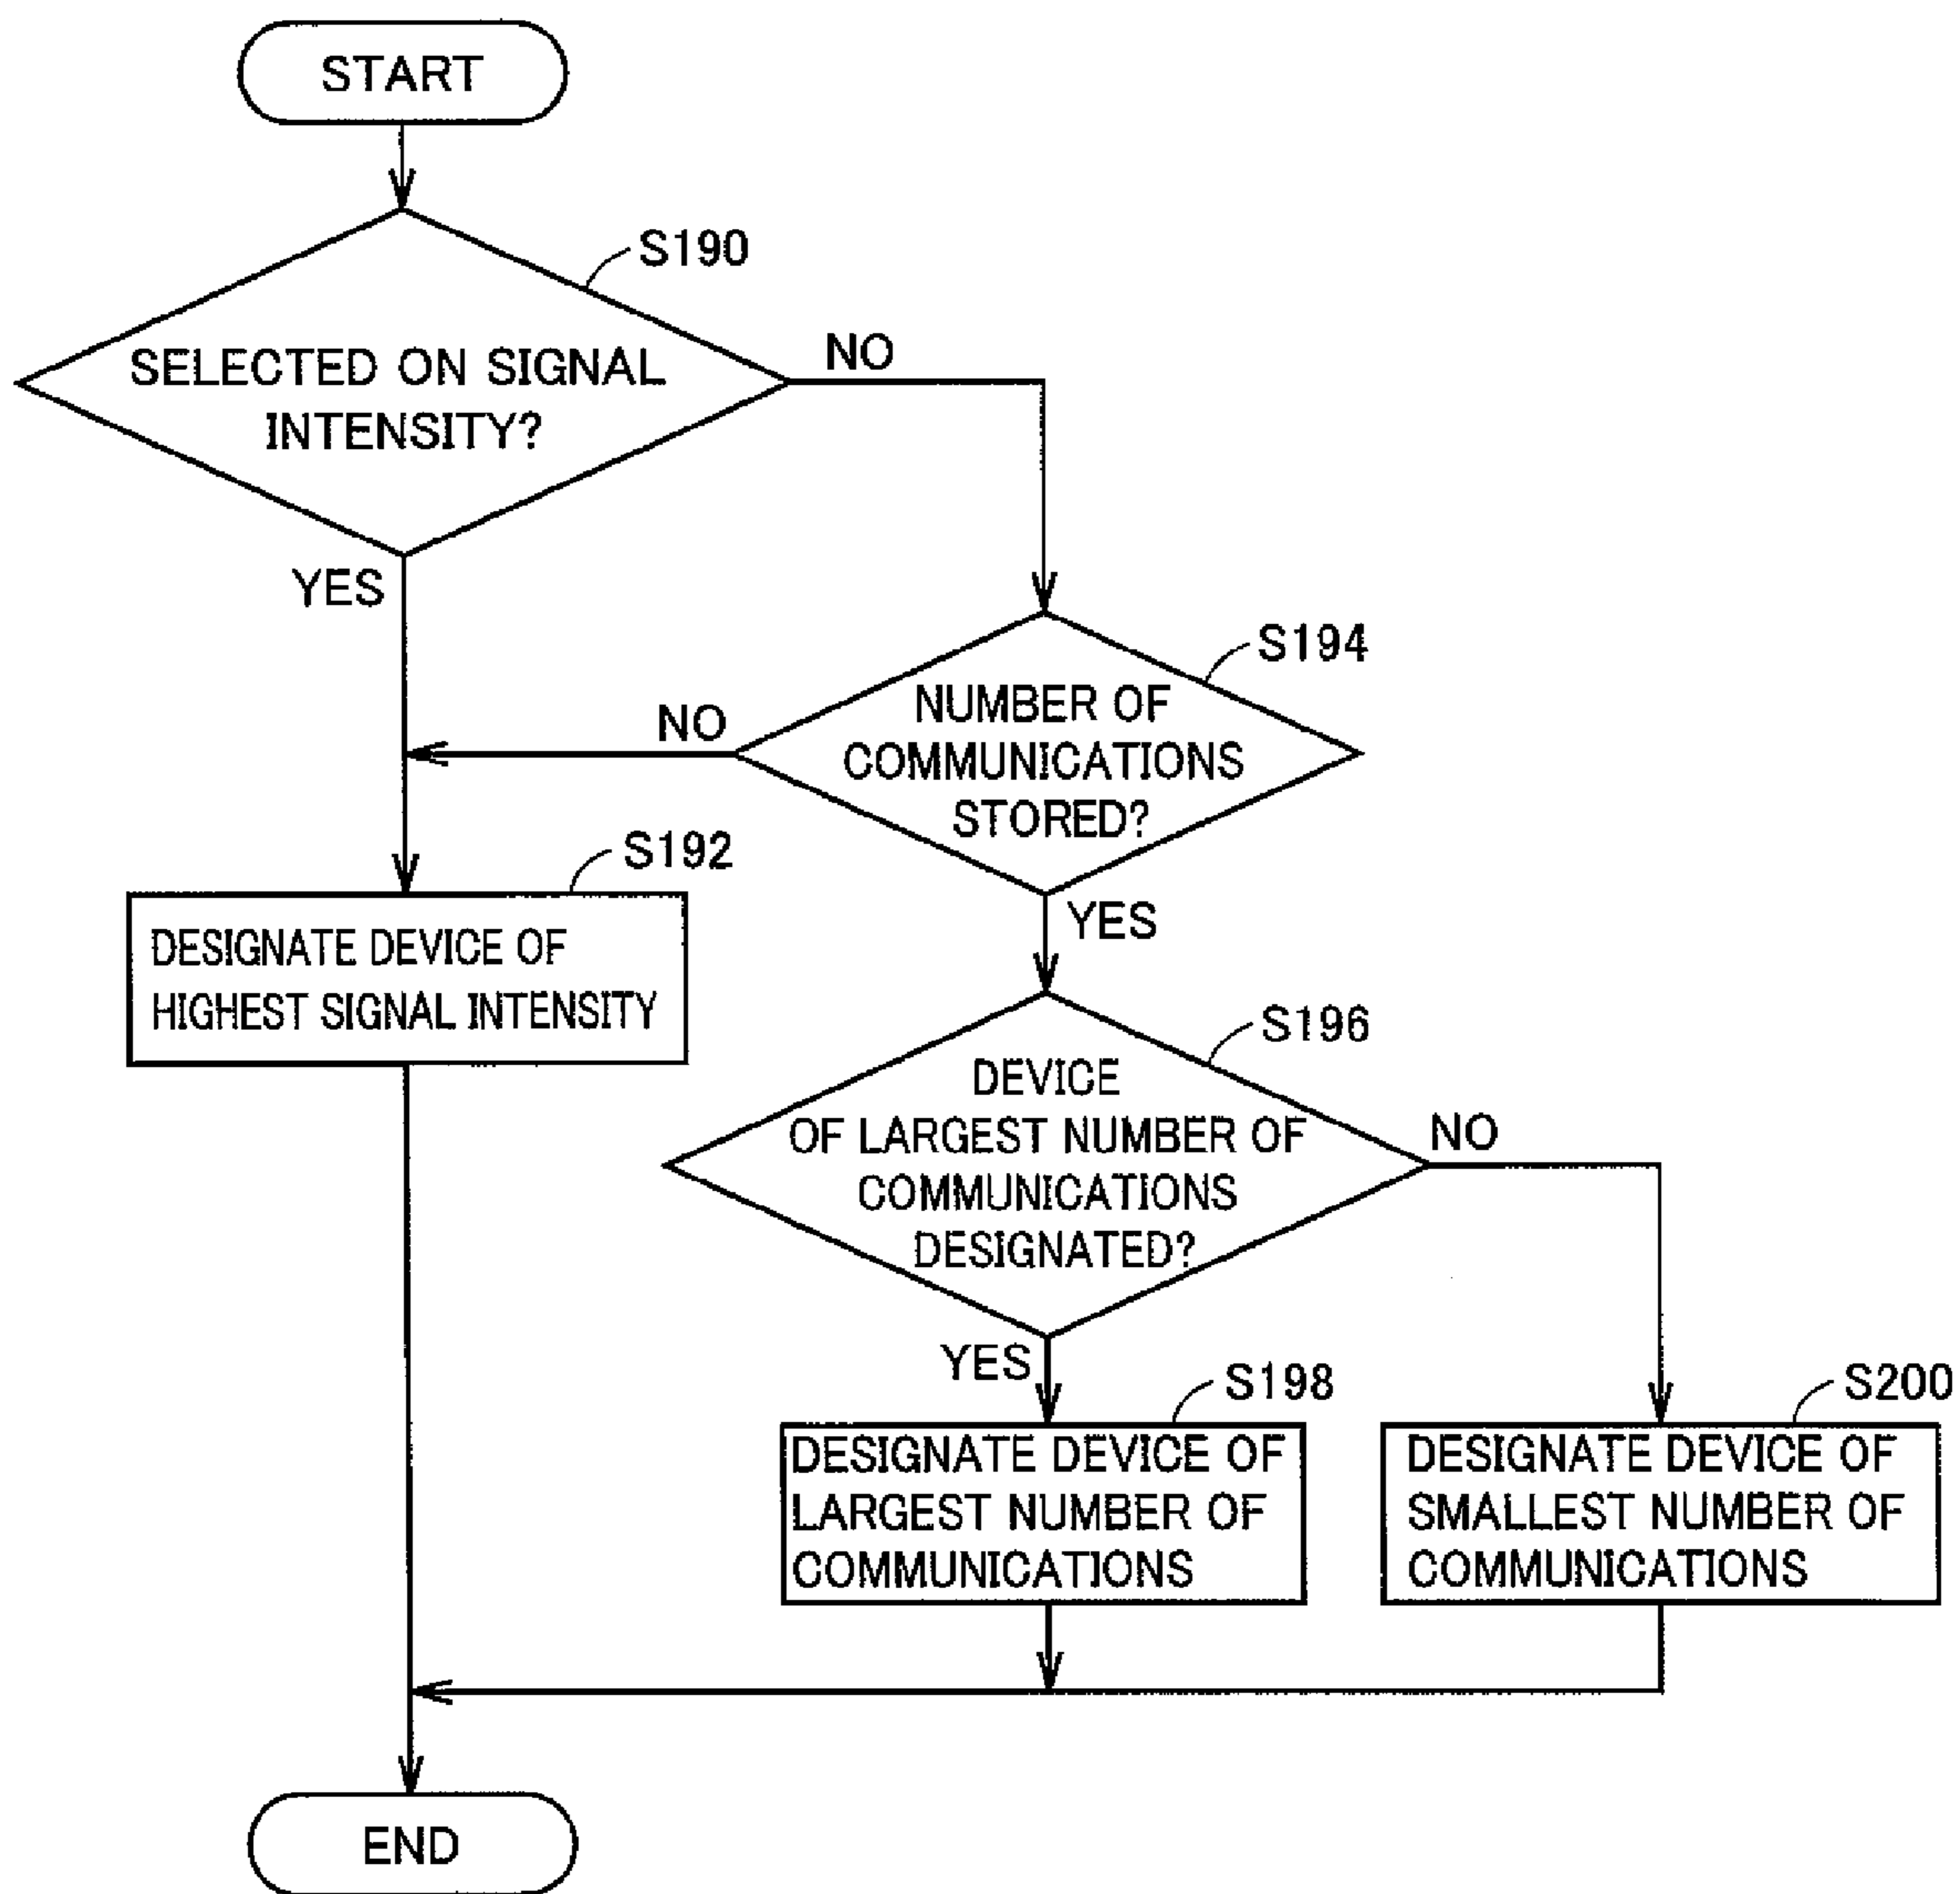 START
S190
SELECTED ON SIGNAL
INTENSITY?
NO
YES
S194
NUMBER OF
COMMUNICATIONS
STORED?
NO
YES
S192
DESIGNATE DEVICE OF
HIGHEST SIGNAL INTENSITY
S196
DEVICE
OF LARGEST NUMBER OF
COMMUNICATIONS
DESIGNATED?
NO
YES
S198
DESIGNATE DEVICE OF
LARGEST NUMBER OF
COMMUNICATIONS
S200
DESIGNATE DEVICE OF
SMALLEST NUMBER OF
COMMUNICATIONS
END